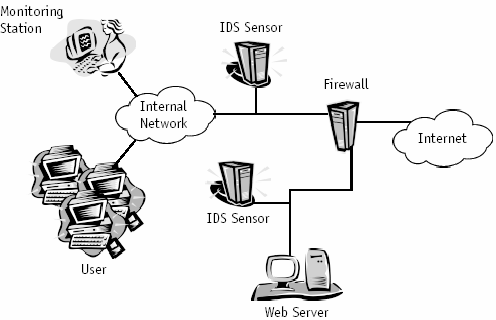 Monitoring
Station
IDS Sensor
Firewall
Internal
Network
Internet
IDS Sensor
User
Web Server